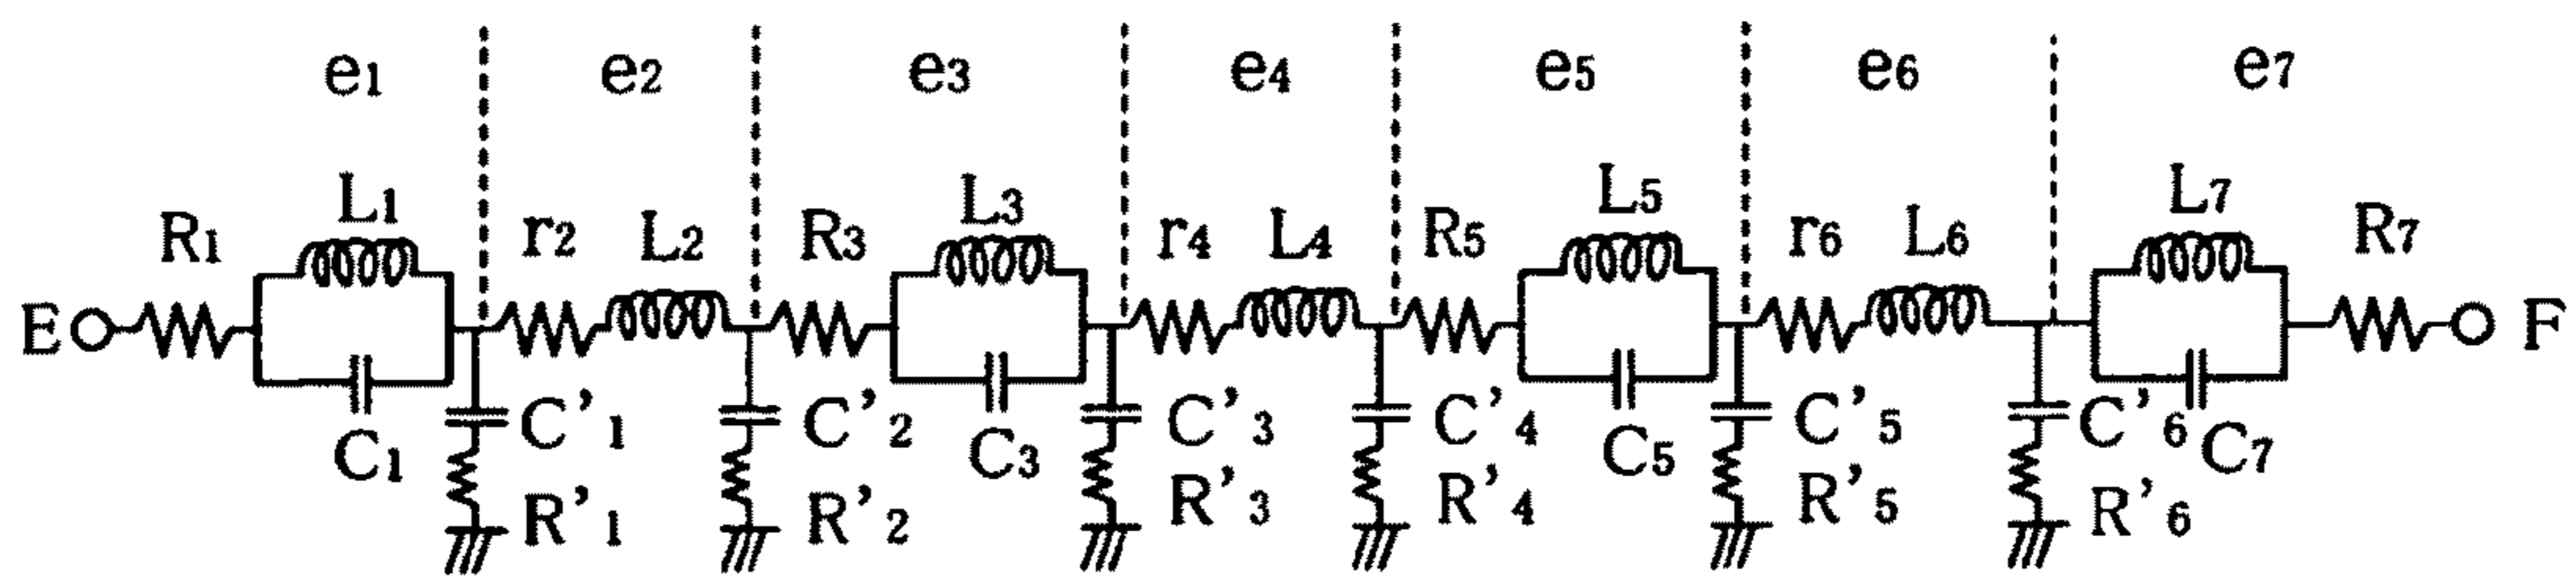 e1 e2 e3 e4 e5 e6 e7
L1 L3 L5 L7
R1 r2 L2 R3 r4 L4 R5 r6 L6 R7
E F
C1 C'1 C'2 C3 C'3 C'4 C5 C'5 C'6 C7
R'1 R'2 R'3 R'4 R'5 R'6